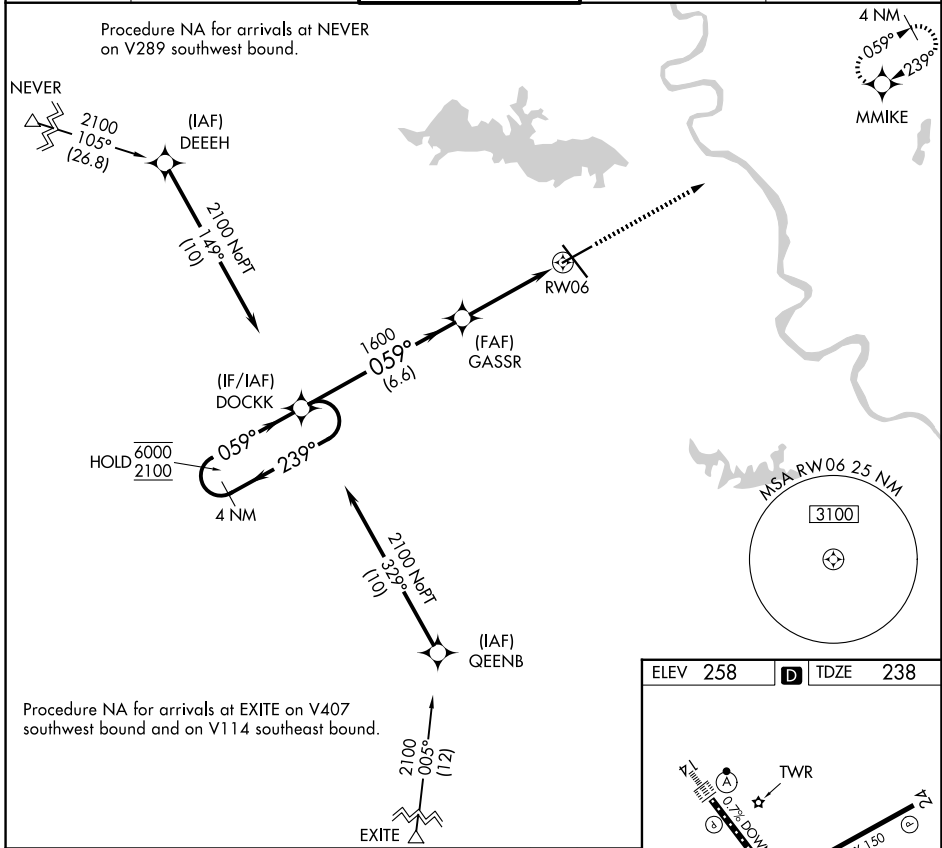 Procedure NA for arrivals at NEVER
on V289 southwest bound.
4 NM
059°
239°
MMIKE
NEVER
2100
105°
(26.8)
(IAF)
DEEEH
2100 NoPT
149°
(10)
RW06
1600
059°
(6.6)
(FAF)
GASSR
(IF/IAF)
DOCKK
059°
239°
HOLD 6000
2100
4 NM
MSA RW06 25 NM
3100
2100 NoPT
329°
(10)
(IAF)
QEENB
Procedure NA for arrivals at EXITE on V407
southwest bound and on V114 southeast bound.
2100
005°
(12)
EXITE
ELEV 258 D TDZE 238
A
TWR
24
P
P
150